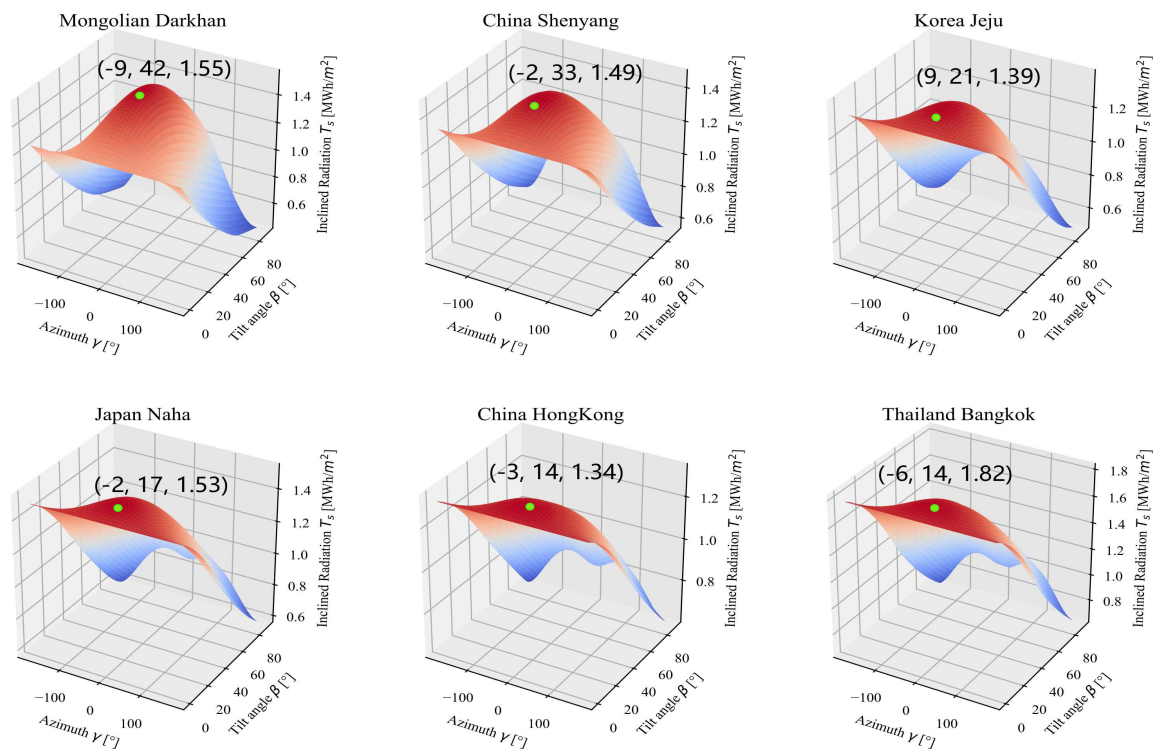 Mongolian Darkhan
(-9, 42, 1.55)
1.4
1.2
1.0
0.8
0.6
Inclined Radiation T_S [MWh/m²]
−100
0
100
Azimuth γ [°]
0
20
40
60
80
Tilt angle β [°]
China Shenyang
(-2, 33, 1.49)
1.4
1.2
1.0
0.8
0.6
Inclined Radiation T_S [MWh/m²]
−100
0
100
Azimuth γ [°]
0
20
40
60
80
Tilt angle β [°]
Korea Jeju
(9, 21, 1.39)
1.2
1.0
0.8
0.6
Inclined Radiation T_S [MWh/m²]
−100
0
100
Azimuth γ [°]
0
20
40
60
80
Tilt angle β [°]
Japan Naha
(-2, 17, 1.53)
1.4
1.2
1.0
0.8
0.6
Inclined Radiation T_S [MWh/m²]
−100
0
100
Azimuth γ [°]
0
20
40
60
80
Tilt angle β [°]
China HongKong
(-3, 14, 1.34)
1.2
1.0
0.8
Inclined Radiation T_S [MWh/m²]
−100
0
100
Azimuth γ [°]
0
20
40
60
80
Tilt angle β [°]
Thailand Bangkok
(-6, 14, 1.82)
1.8
1.6
1.4
1.2
1.0
0.8
Inclined Radiation T_S [MWh/m²]
−100
0
100
Azimuth γ [°]
0
20
40
60
80
Tilt angle β [°]